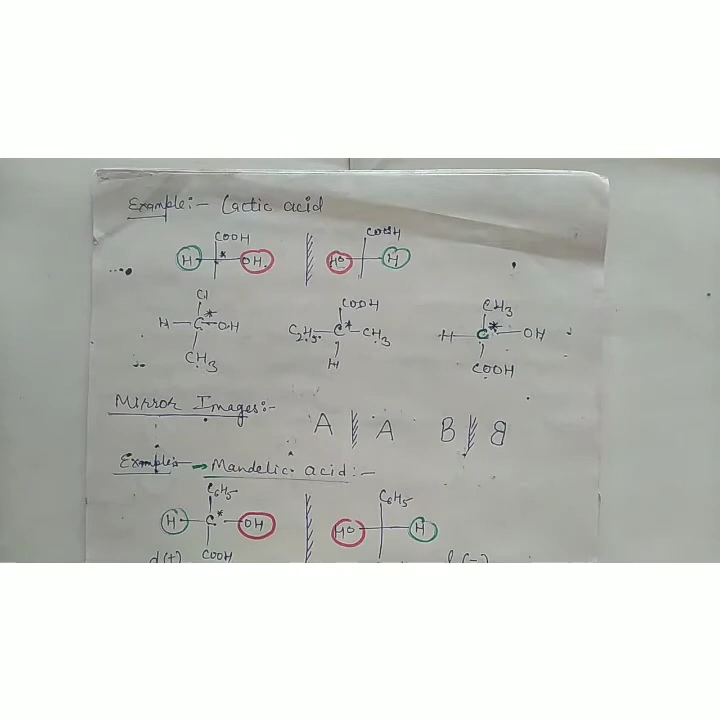 Example:- Lactic acid
COOH COOH
H * OH. HO H
Cl COOH CH3
H C* OH C2H5 C* CH3 H C* OH
CH3 H COOH
Mirror Images:-
A A B 8
Example:- → Mandelic acid:-
C6H5 C6H5
H C* OH HO H
COOH
d(+) l(-)